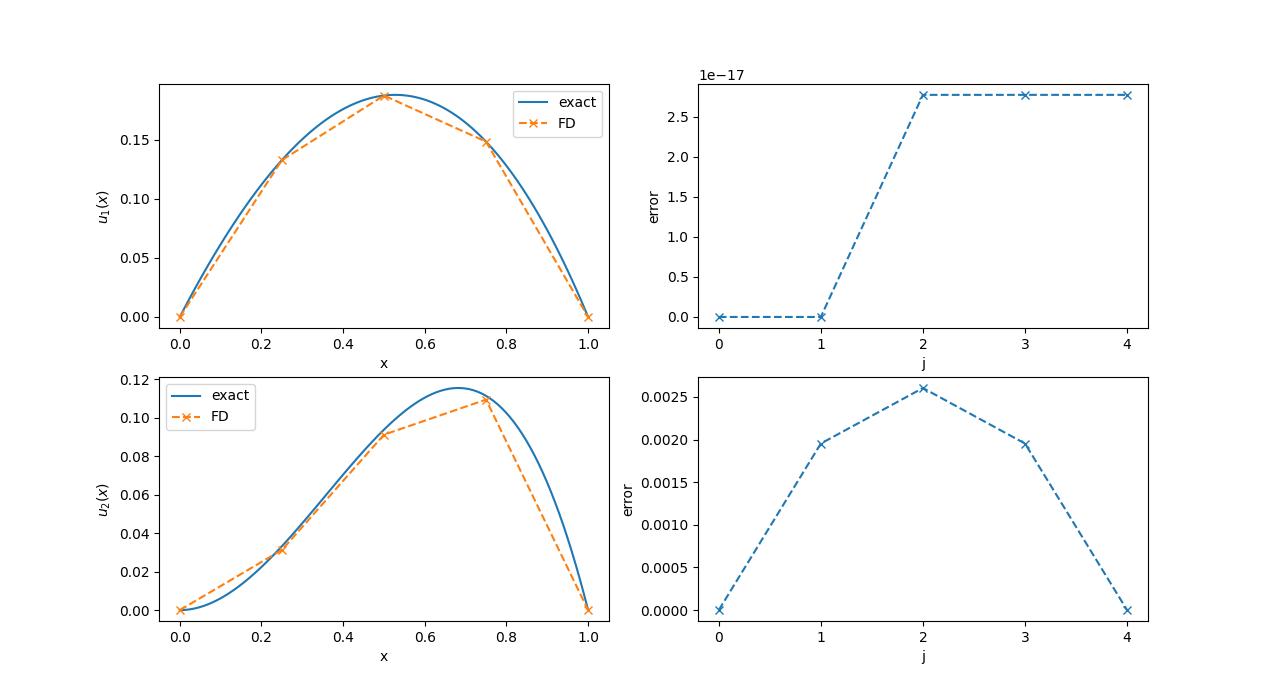 exact
FD
0.15
0.10
0.05
0.00
u₁(x)
0.0 0.2 0.4 0.6 0.8 1.0
x
1e−17
2.5
2.0
1.5
1.0
0.5
0.0
error
0 1 2 3 4
j
exact
FD
0.12
0.10
0.08
0.06
0.04
0.02
0.00
u₂(x)
0.0 0.2 0.4 0.6 0.8 1.0
x
0.0025
0.0020
0.0015
0.0010
0.0005
0.0000
error
0 1 2 3 4
j